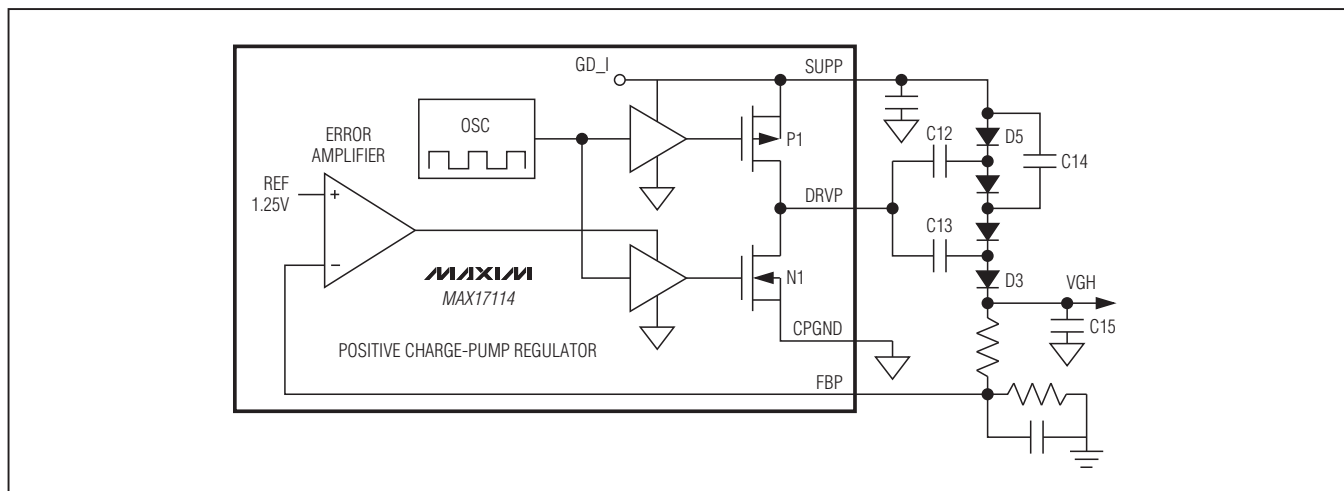 GD_I
SUPP
OSC
ERROR
AMPLIFIER
REF
1.25V
+
−
P1
C12
D5
C14
DRVP
C13
MAXIM
MAX17114
N1
D3
VGH
C15
CPGND
POSITIVE CHARGE-PUMP REGULATOR
FBP